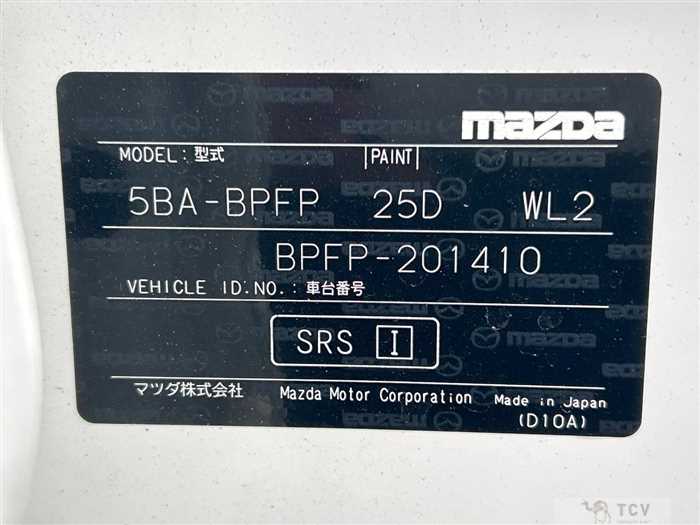 mazda
MODEL: 型式 |PAINT|
5BA-BPFP 25D WL2
BPFP-201410
VEHICLE ID.NO.: 車台番号
SRS I
マツダ株式会社 Mazda Motor Corporation Made in Japan
(D10A)
TCV